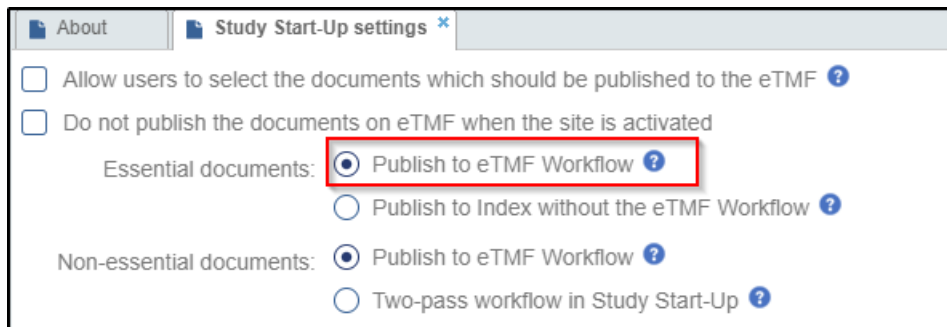 About Study Start-Up settings ×
Allow users to select the documents which should be published to the eTMF ?
Do not publish the documents on eTMF when the site is activated
Essential documents: Publish to eTMF Workflow ?
Publish to Index without the eTMF Workflow ?
Non-essential documents: Publish to eTMF Workflow ?
Two-pass workflow in Study Start-Up ?